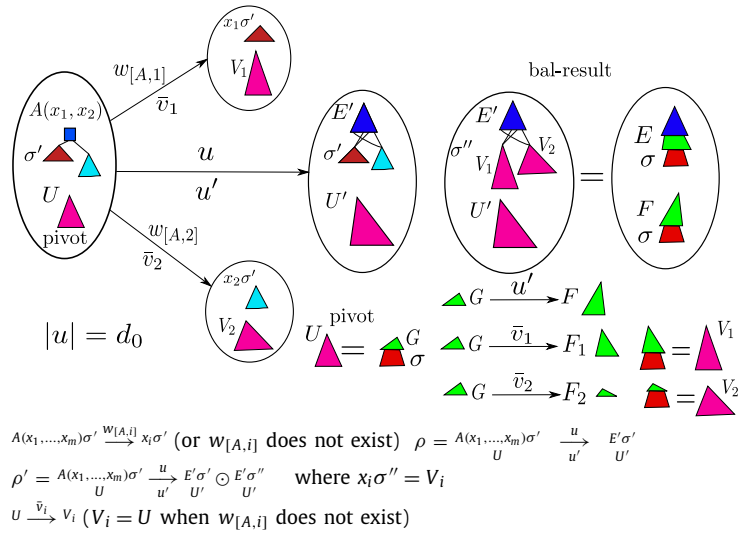 x₁σ′
V₁
w[A,1]
v̄₁
A(x₁, x₂)
σ′
U
pivot
u
u′
E′
σ′
U′
w[A,2]
v̄₂
x₂σ′
V₂
|u| = d₀
bal-result
E′
σ″ V₁ V₂
U′
=
E
σ
F
σ
U pivot = G σ
G u′ → F
G v̄₁ → F₁ = V₁
G v̄₂ → F₂ = V₂
A(x₁,...,xₘ)σ′ —w[A,i]→ xᵢσ′ (or w[A,i] does not exist) ρ = A(x₁,...,xₘ)σ′ U —u u′→ E′σ′ U′
ρ′ = A(x₁,...,xₘ)σ′ U —u u′→ E′σ′ U′ ⊙ E′σ″ U′ where xᵢσ″ = Vᵢ
U —v̄ᵢ→ Vᵢ (Vᵢ = U when w[A,i] does not exist)